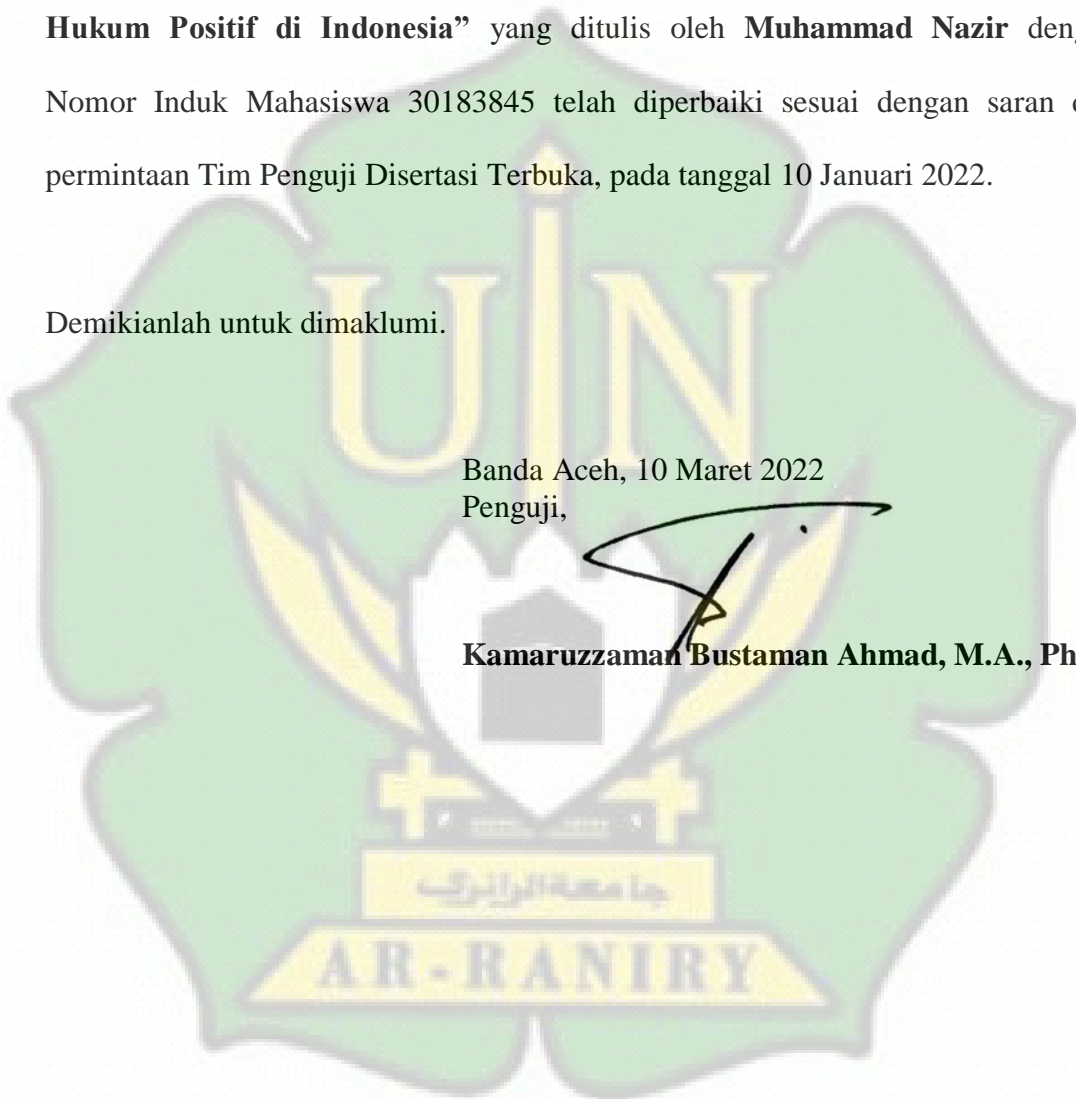 Hukum Positif di Indonesia” yang ditulis oleh Muhammad Nazir
Nomor Induk Mahasiswa 30183845 telah diperbaiki sesuai dengan saran
permintaan Tim Penguji Disertasi Terbuka, pada tanggal 10 Januari 2022.
Demikianlah untuk dimaklumi.
UIN
Banda Aceh, 10 Maret 2022
Penguji,
Kamaruzzaman Bustaman Ahmad, M.A., Ph
جامعةالرانري
AR-RANIRY